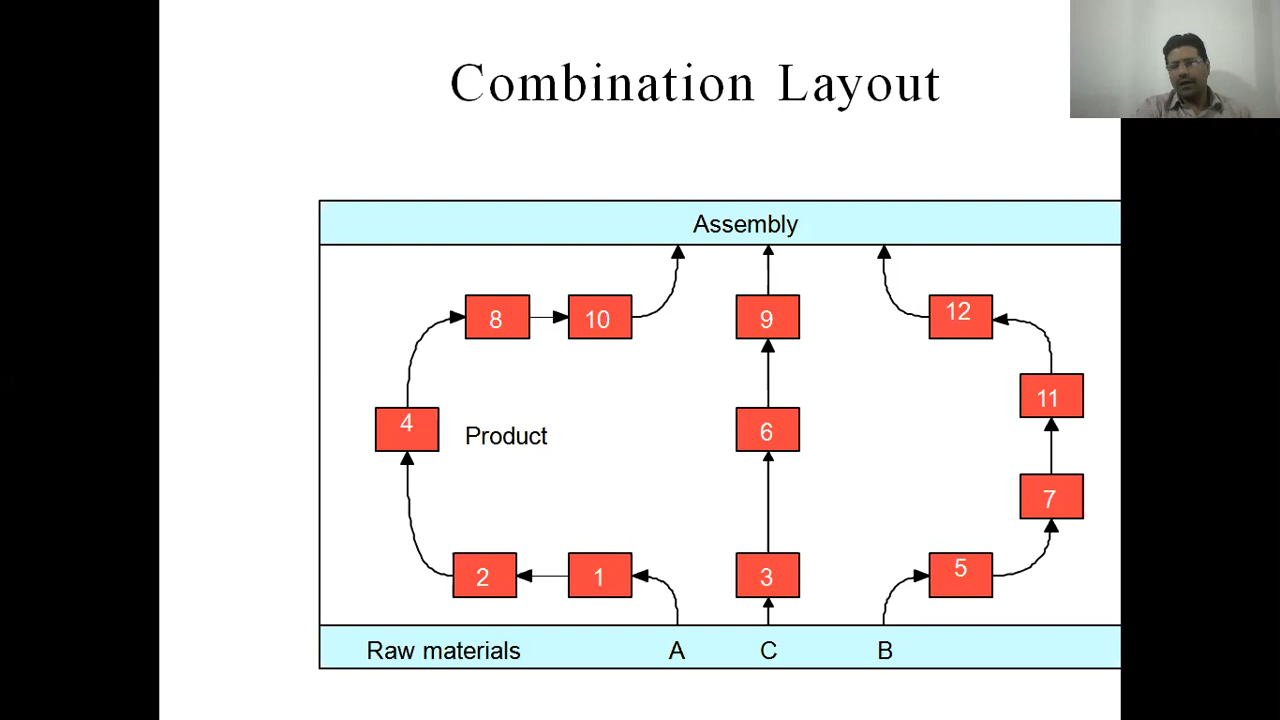 Combination Layout
Assembly
8 10 9 12
11
4 Product 6
7
2 1 3 5
Raw materials A C B